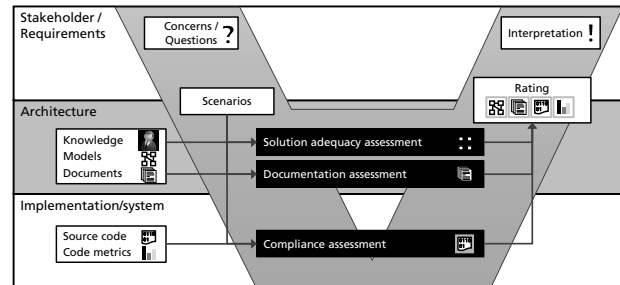 Stakeholder /
Requirements
Concerns /
Questions ?
Interpretation !
Rating
Scenarios
Architecture
Knowledge
Models
Documents
Solution adequacy assessment
Documentation assessment
Implementation/system
Source code
Code metrics
Compliance assessment